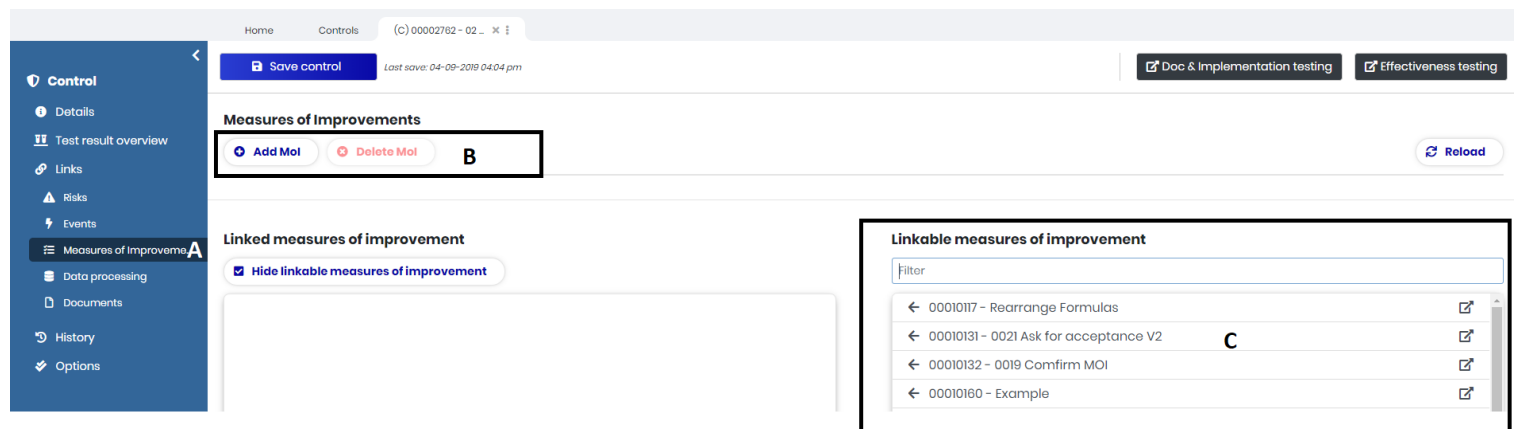 Home Controls (C) 00002762 - 02 ...
Save control Last save: 04-09-2019 04:04 pm Doc & Implementation testing Effectiveness testing
Control
Details
Test result overview
Links
Risks
Events
Measures of Improveme... A
Data processing
Documents
History
Options
Measures of Improvements
Add MoI Delete MoI B Reload
Linked measures of improvement
Hide linkable measures of improvement
Linkable measures of improvement
Filter
00010117 - Rearrange Formulas
00010131 - 0021 Ask for acceptance V2 C
00010132 - 0019 Comfirm MOI
00010160 - Example